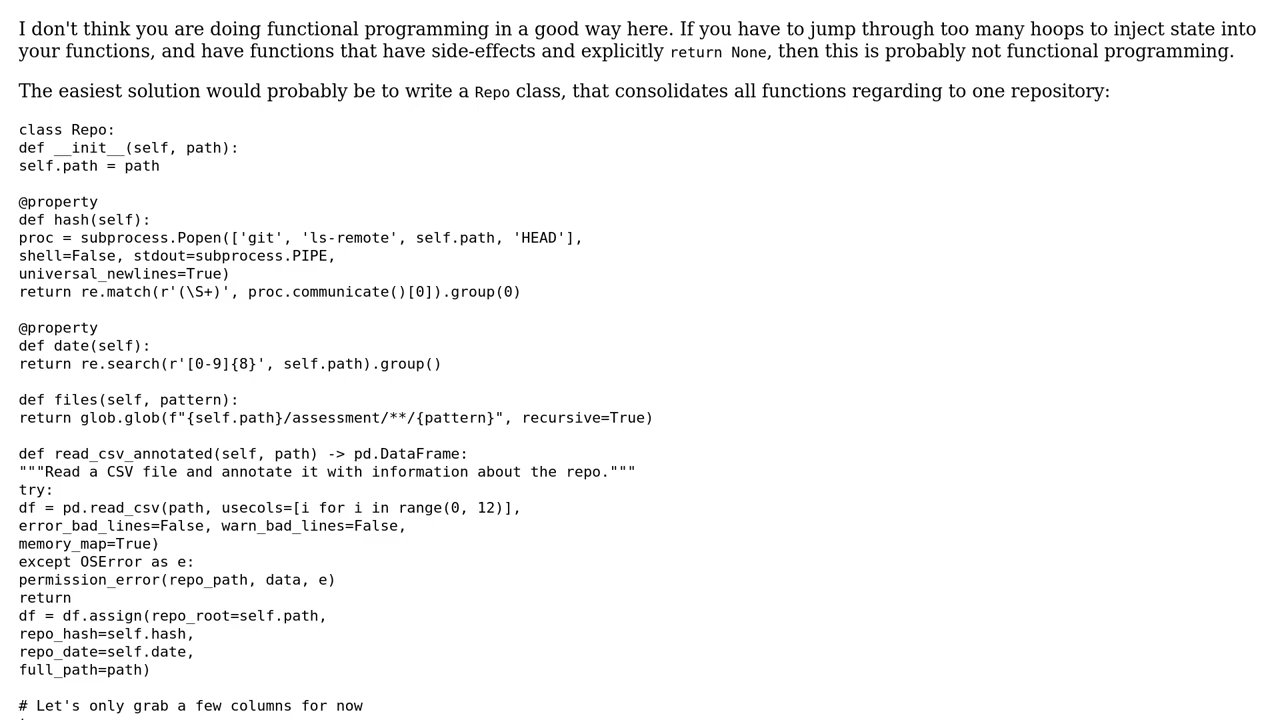 I don't think you are doing functional programming in a good way here. If you have to jump through too many hoops to inject state into
your functions, and have functions that have side-effects and explicitly return None, then this is probably not functional programming.
The easiest solution would probably be to write a Repo class, that consolidates all functions regarding to one repository:
class Repo:
def __init__(self, path):
self.path = path
@property
def hash(self):
proc = subprocess.Popen(['git', 'ls-remote', self.path, 'HEAD'],
shell=False, stdout=subprocess.PIPE,
universal_newlines=True)
return re.match(r'(\S+)', proc.communicate()[0]).group(0)
@property
def date(self):
return re.search(r'[0-9]{8}', self.path).group()
def files(self, pattern):
return glob.glob(f"{self.path}/assessment/**/{pattern}", recursive=True)
def read_csv_annotated(self, path) -> pd.DataFrame:
"""Read a CSV file and annotate it with information about the repo."""
try:
df = pd.read_csv(path, usecols=[i for i in range(0, 12)],
error_bad_lines=False, warn_bad_lines=False,
memory_map=True)
except OSError as e:
permission_error(repo_path, data, e)
return
df = df.assign(repo_root=self.path,
repo_hash=self.hash,
repo_date=self.date,
full_path=path)
# Let's only grab a few columns for now